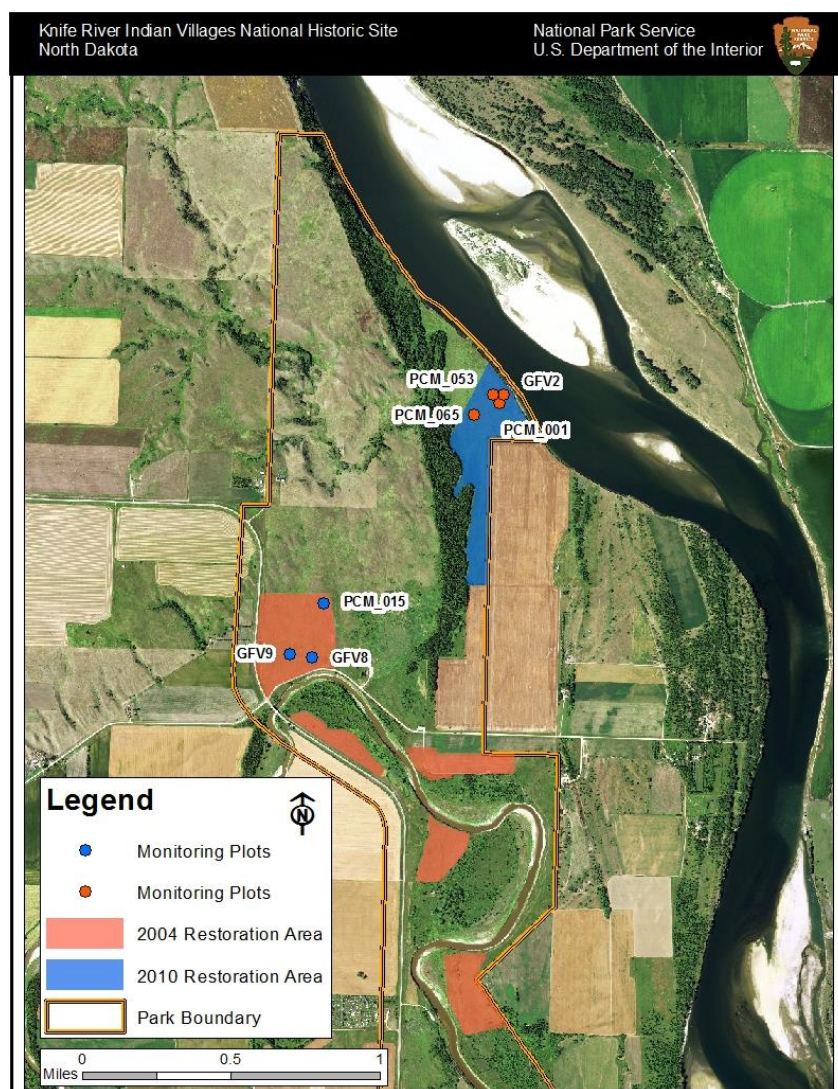 Knife River Indian Villages National Historic Site
North Dakota
National Park Service
U.S. Department of the Interior
PCM_053
GFV2
PCM_065
PCM_001
PCM_015
GFV9
GFV8
Legend
N
Monitoring Plots
Monitoring Plots
2004 Restoration Area
2010 Restoration Area
Park Boundary
0 0.5 1
Miles